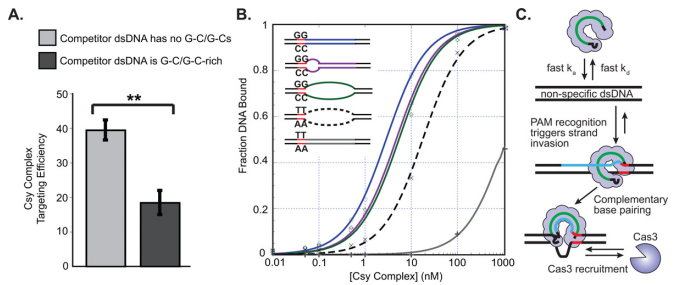 A.
Competitor dsDNA has no G-C/G-Cs
Competitor dsDNA is G-C/G-C-rich
Csy Complex
Targeting Efficiency
50
40
30
20
10
0
**
B.
Fraction DNA Bound
1
0.8
0.6
0.4
0.2
0
GG
CC
GG
CC
GG
CC
TT
AA
TT
AA
0.01
0.1
1
10
100
1000
[Csy Complex] (nM)
C.
fast ka
fast kd
non-specific dsDNA
PAM recognition
triggers strand
invasion
Complementary
base pairing
Cas3
Cas3 recruitment